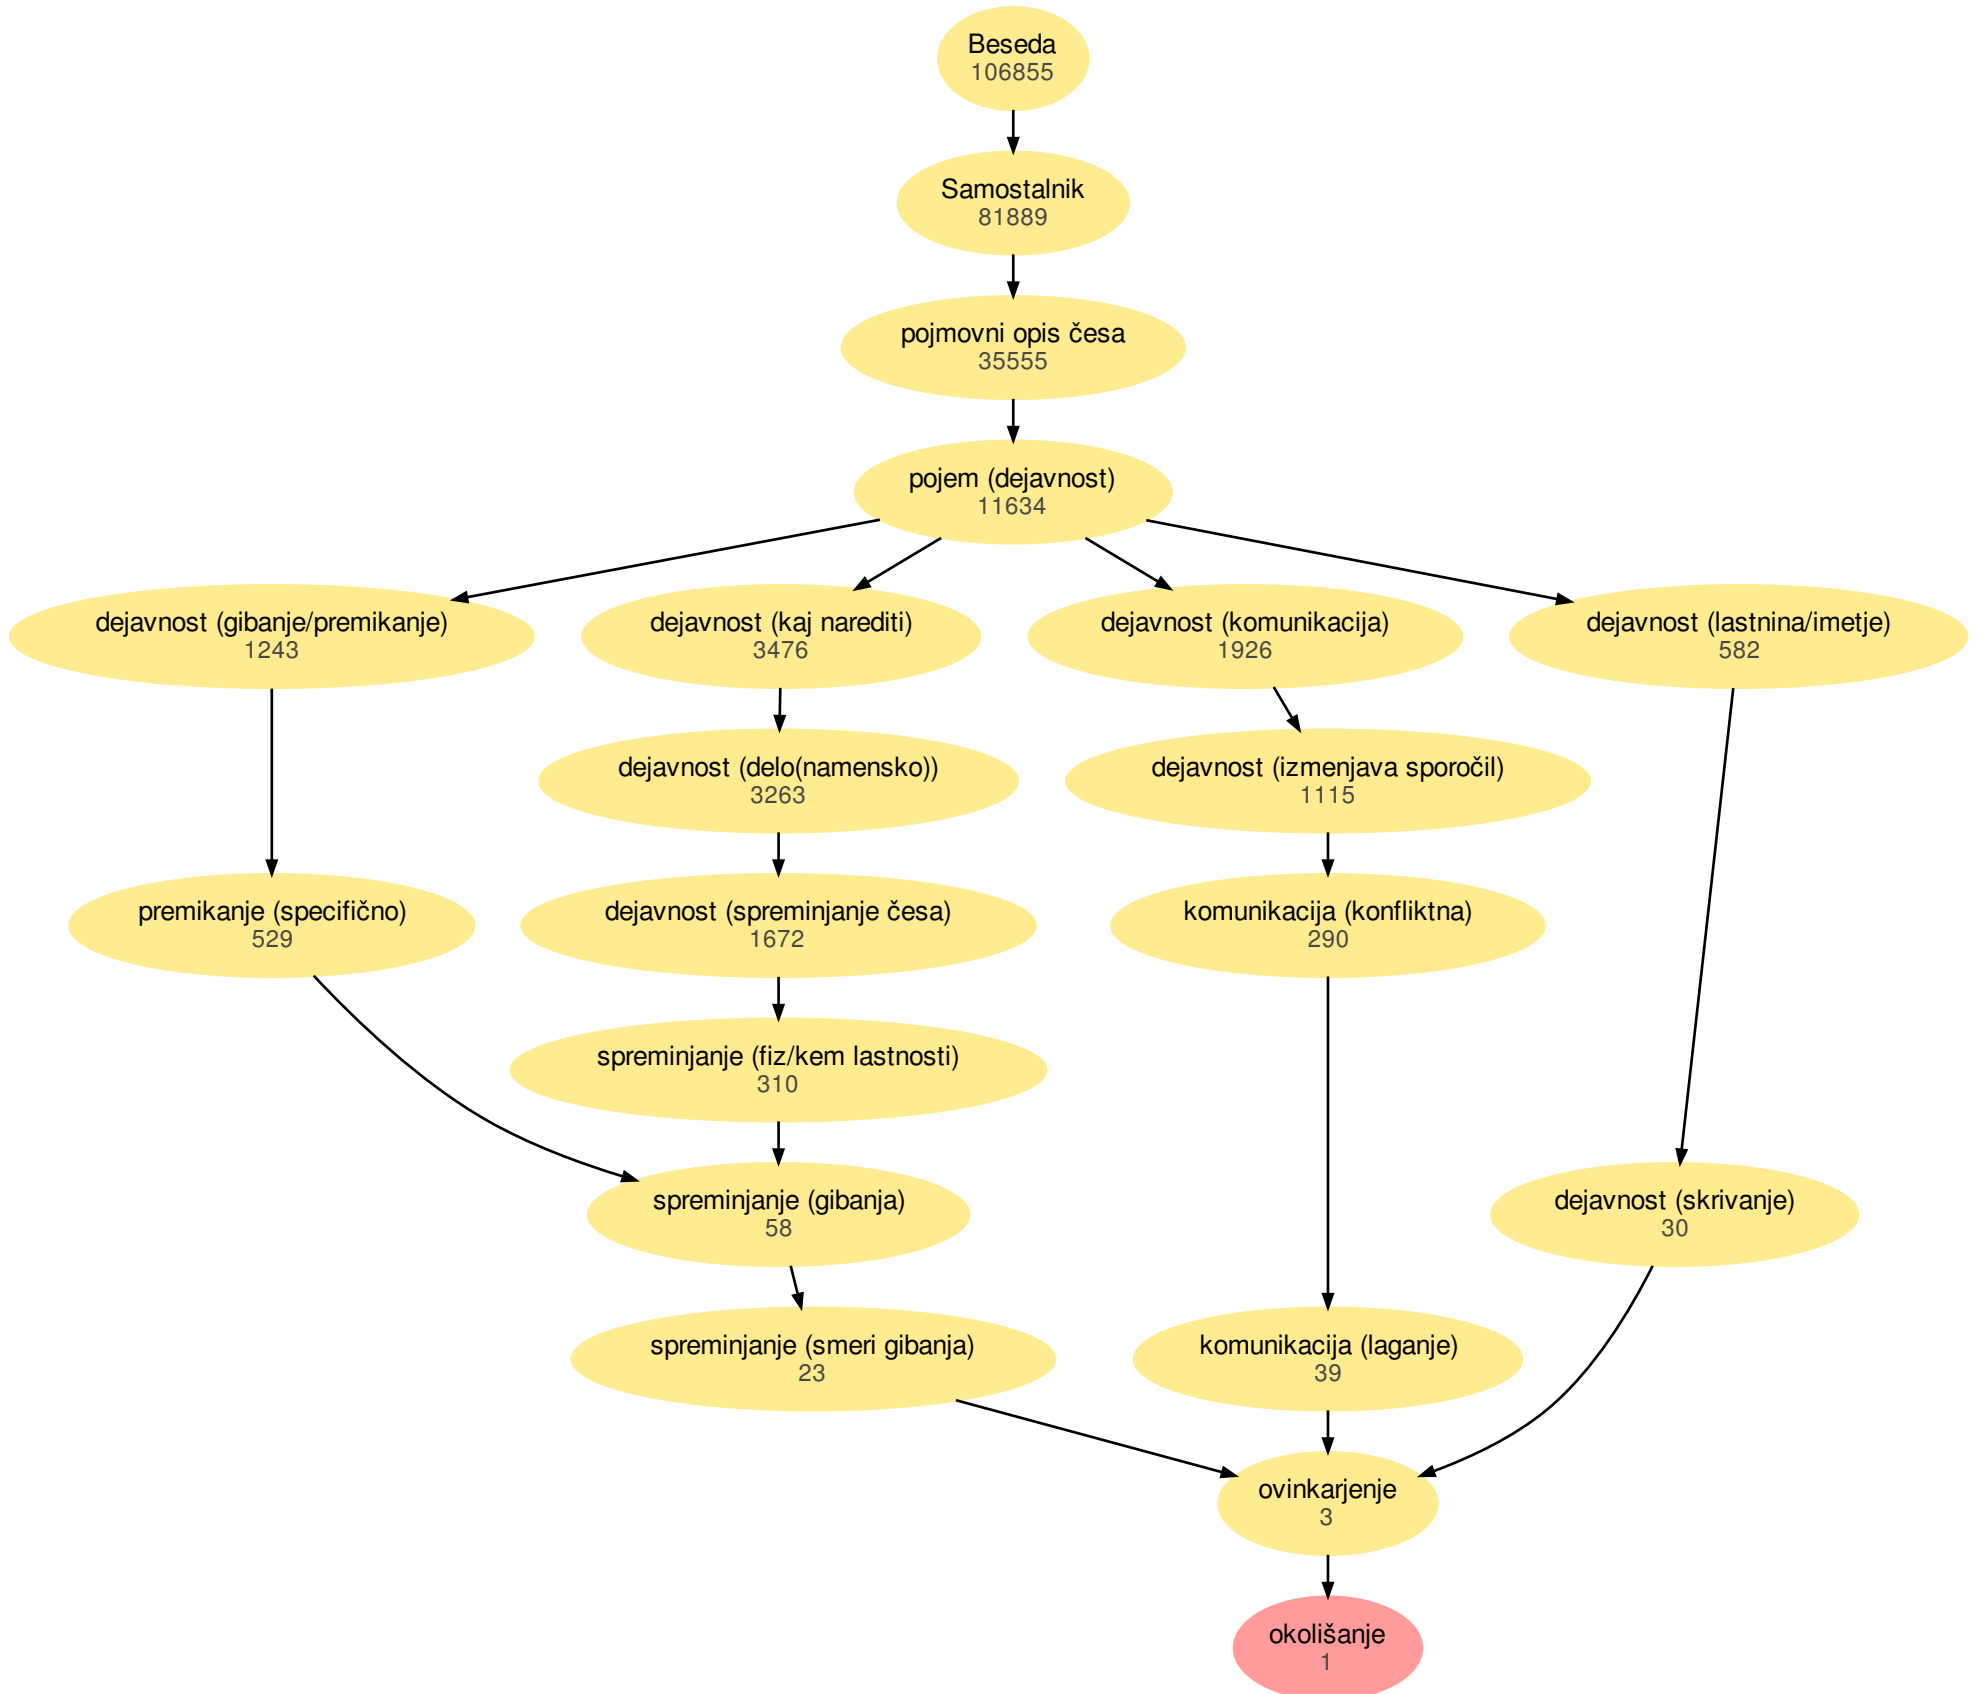 Beseda
106855
Samostalnik
81889
pojmovni opis česa
35555
pojem (dejavnost)
11634
dejavnost (gibanje/premikanje)
1243
dejavnost (kaj narediti)
3476
dejavnost (komunikacija)
1926
dejavnost (lastnina/imetje)
582
dejavnost (delo(namensko))
3263
dejavnost (izmenjava sporočil)
1115
premikanje (specifično)
529
dejavnost (spreminjanje česa)
1672
komunikacija (konfliktna)
290
spreminjanje (fiz/kem lastnosti)
310
spreminjanje (gibanja)
58
dejavnost (skrivanje)
30
spreminjanje (smeri gibanja)
23
komunikacija (laganje)
39
ovinkarjenje
3
okolišanje
1